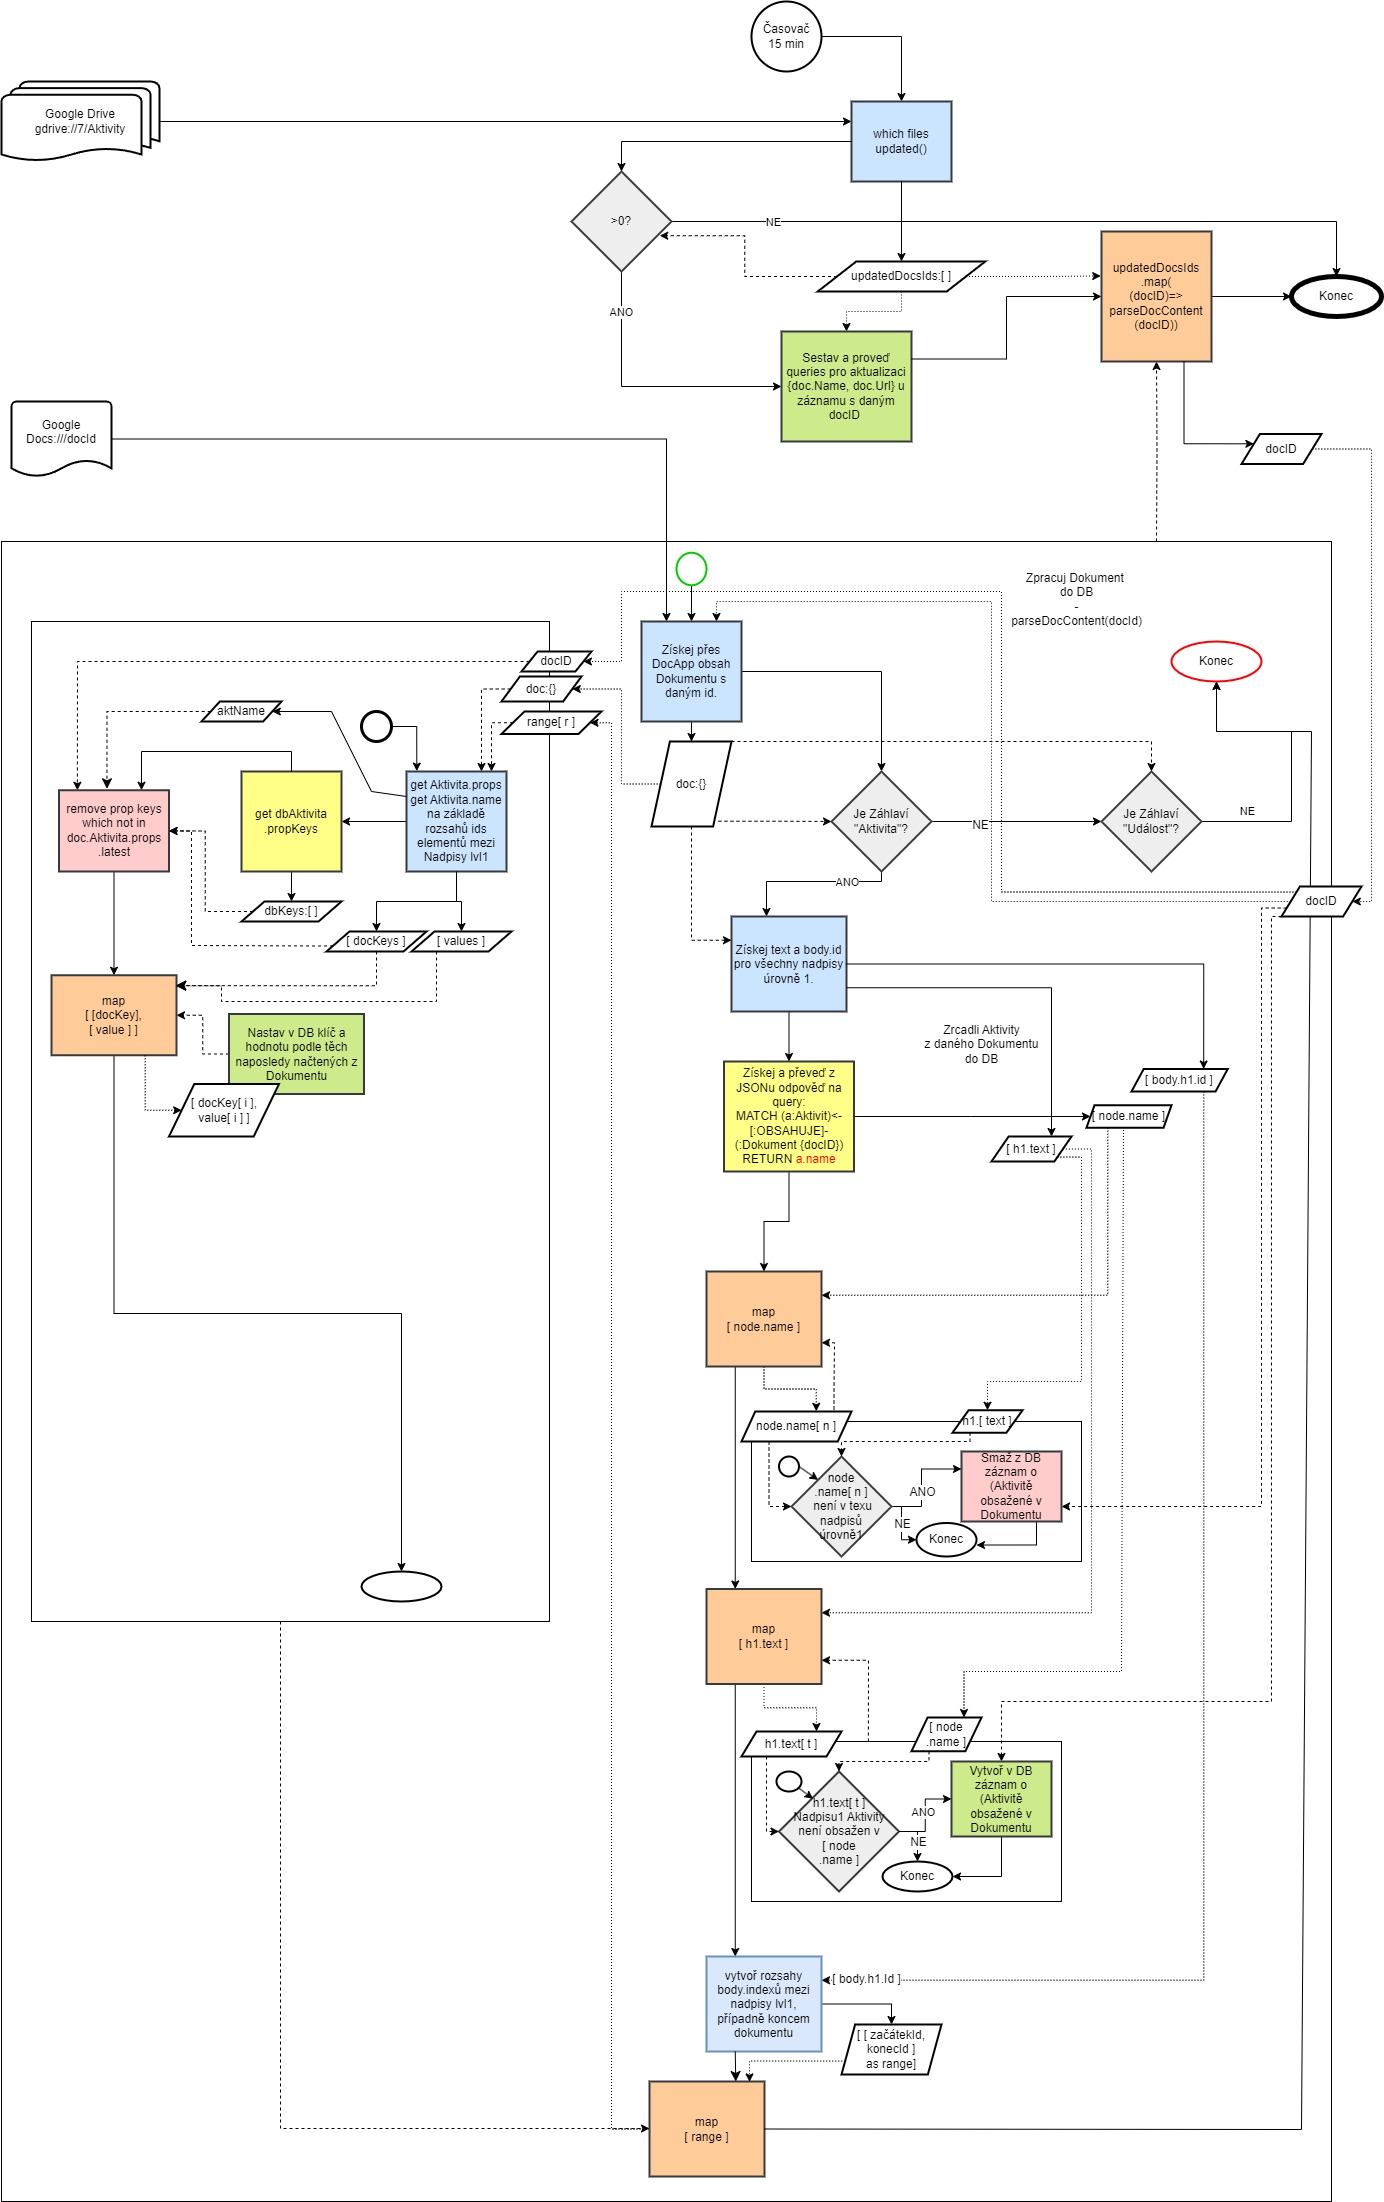 Časovač
15 min
Google Drive
gdrive://7/Aktivity
which files
updated()
>0?
NE
updatedDocsIds:[ ]
updatedDocsIds
.map(
(docID)=>
parseDocContent
(docID))
Konec
ANO
Sestav a proveď
queries pro aktualizaci
{doc.Name, doc.Url} u
záznamu s daným
docID
Google
Docs:///docId
docID
Zpracuj Dokument
do DB
-
parseDocContent(docId)
Získej přes
DocApp obsah
Dokumentu s
daným id.
Konec
docID
doc:{}
range[ r ]
aktName
get Aktivita.props
get Aktivita.name
na základě
rozsahů ids
elementů mezi
Nadpisy lvl1
get dbAktivita
.propKeys
remove prop keys
which not in
doc.Aktivita.props
.latest
doc:{}
Je Záhlaví
"Aktivita"?
NE
Je Záhlaví
"Událost"?
NE
ANO
docID
dbKeys:[ ]
[ docKeys ]
[ values ]
Získej text a body.id
pro všechny nadpisy
úrovně 1.
map
[ [docKey],
[ value ] ]
Nastav v DB klíč a
hodnotu podle těch
naposledy načtených z
Dokumentu
[ docKey[ i ],
value[ i ] ]
Zrcadli Aktivity
z daného Dokumentu
do DB
Získej a převeď z
JSONu odpověď na
query:
MATCH (a:Aktivit)<-
[:OBSAHUJE]-
(:Dokument {docID})
RETURN a.name
[ body.h1.id ]
[ node.name ]
[ h1.text ]
map
[ node.name ]
node.name[ n ]
h1.[ text ]
node
.name[ n ]
není v texu
nadpisů
úrovně1
ANO
NE
Smaž z DB
záznam o
(Aktivitě
obsažené v
Dokumentu
Konec
map
[ h1.text ]
h1.text[ t ]
[ node
.name ]
h1.text[ t ]
Nadpisu1 Aktivity
není obsažen v
[ node
.name ]
ANO
NE
Vytvoř v DB
záznam o
(Aktivitě
obsažené v
Dokumentu
Konec
vytvoř rozsahy
body.indexů mezi
nadpisy lvl1,
případně koncem
dokumentu
[ body.h1.Id ]
[ [ začátekId,
konecId ]
as range]
map
[ range ]